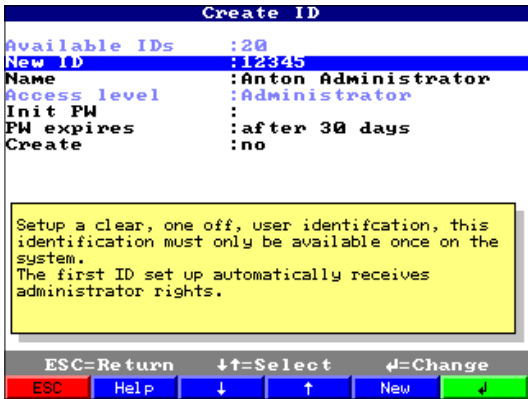 Create ID
Available IDs :20
New ID :12345
Name :Anton Administrator
Access level :Administrator
Init PW :
PW expires :after 30 days
Create :no
Setup a clear, one off, user identifcation, this
identification must only be available once on the
system.
The first ID set up automatically receives
administrator rights.
ESC=Return ↓↑=Select ↲=Change
ESC Help ↓ ↑ New ↲